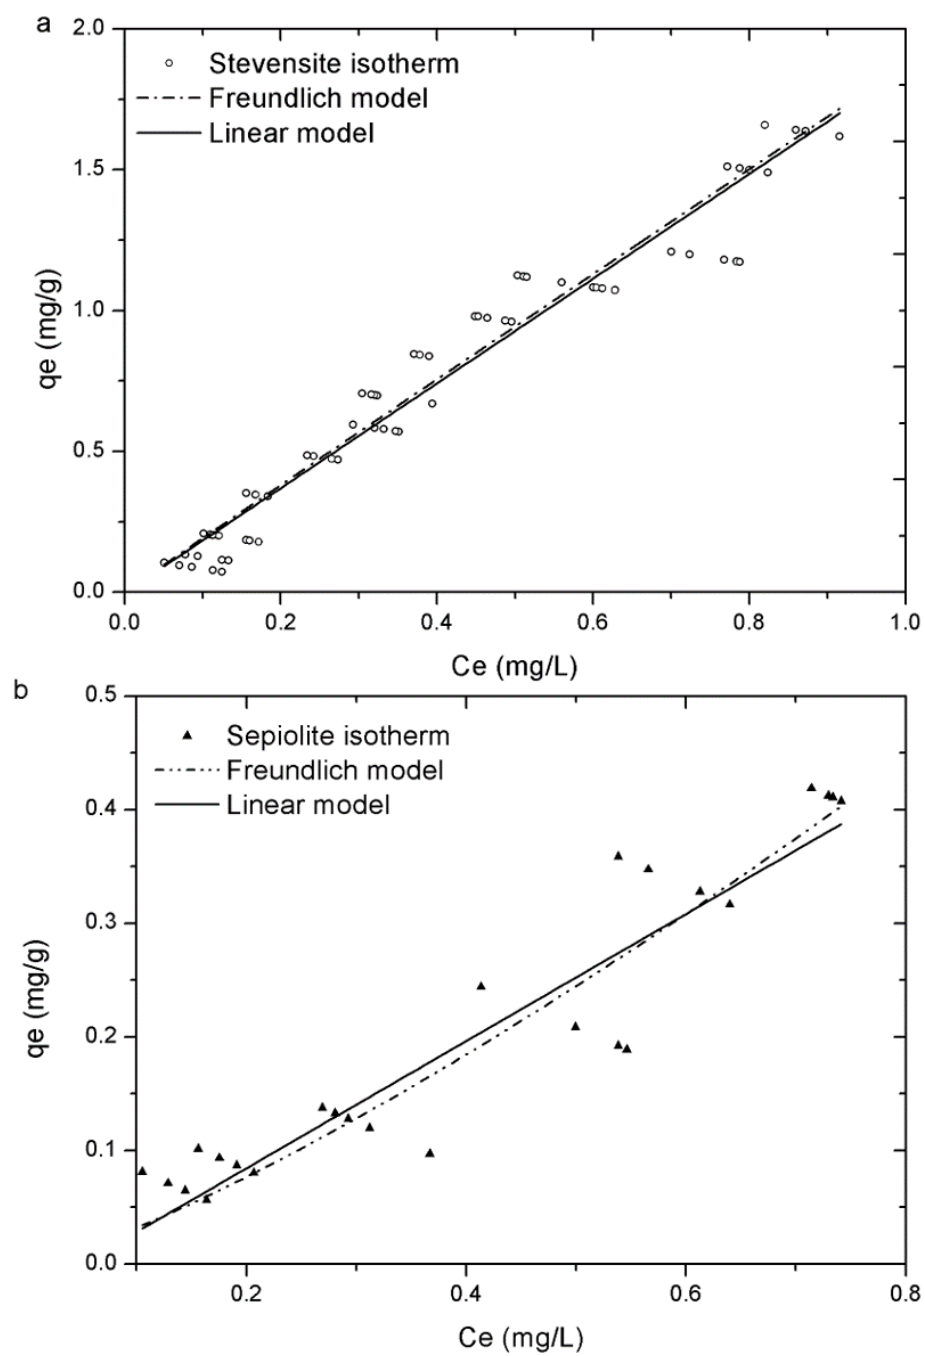 a
2.0
Stevensite isotherm
Freundlich model
Linear model
1.5
1.0
0.5
0.0
qe (mg/g)
0.0 0.2 0.4 0.6 0.8 1.0
Ce (mg/L)
b
0.5
Sepiolite isotherm
Freundlich model
Linear model
0.4
0.3
0.2
0.1
0.0
qe (mg/g)
0.2 0.4 0.6 0.8
Ce (mg/L)